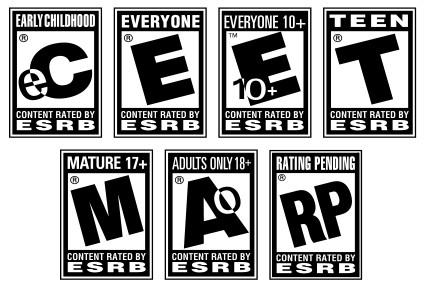 EARLY CHILDHOOD
®
eC
CONTENT RATED BY
ESRB
EVERYONE
®
E
CONTENT RATED BY
ESRB
EVERYONE 10+
™
E
10+
CONTENT RATED BY
ESRB
TEEN
®
T
CONTENT RATED BY
ESRB
MATURE 17+
®
M
CONTENT RATED BY
ESRB
ADULTS ONLY 18+
®
Ao
CONTENT RATED BY
ESRB
RATING PENDING
®
RP
CONTENT RATED BY
ESRB